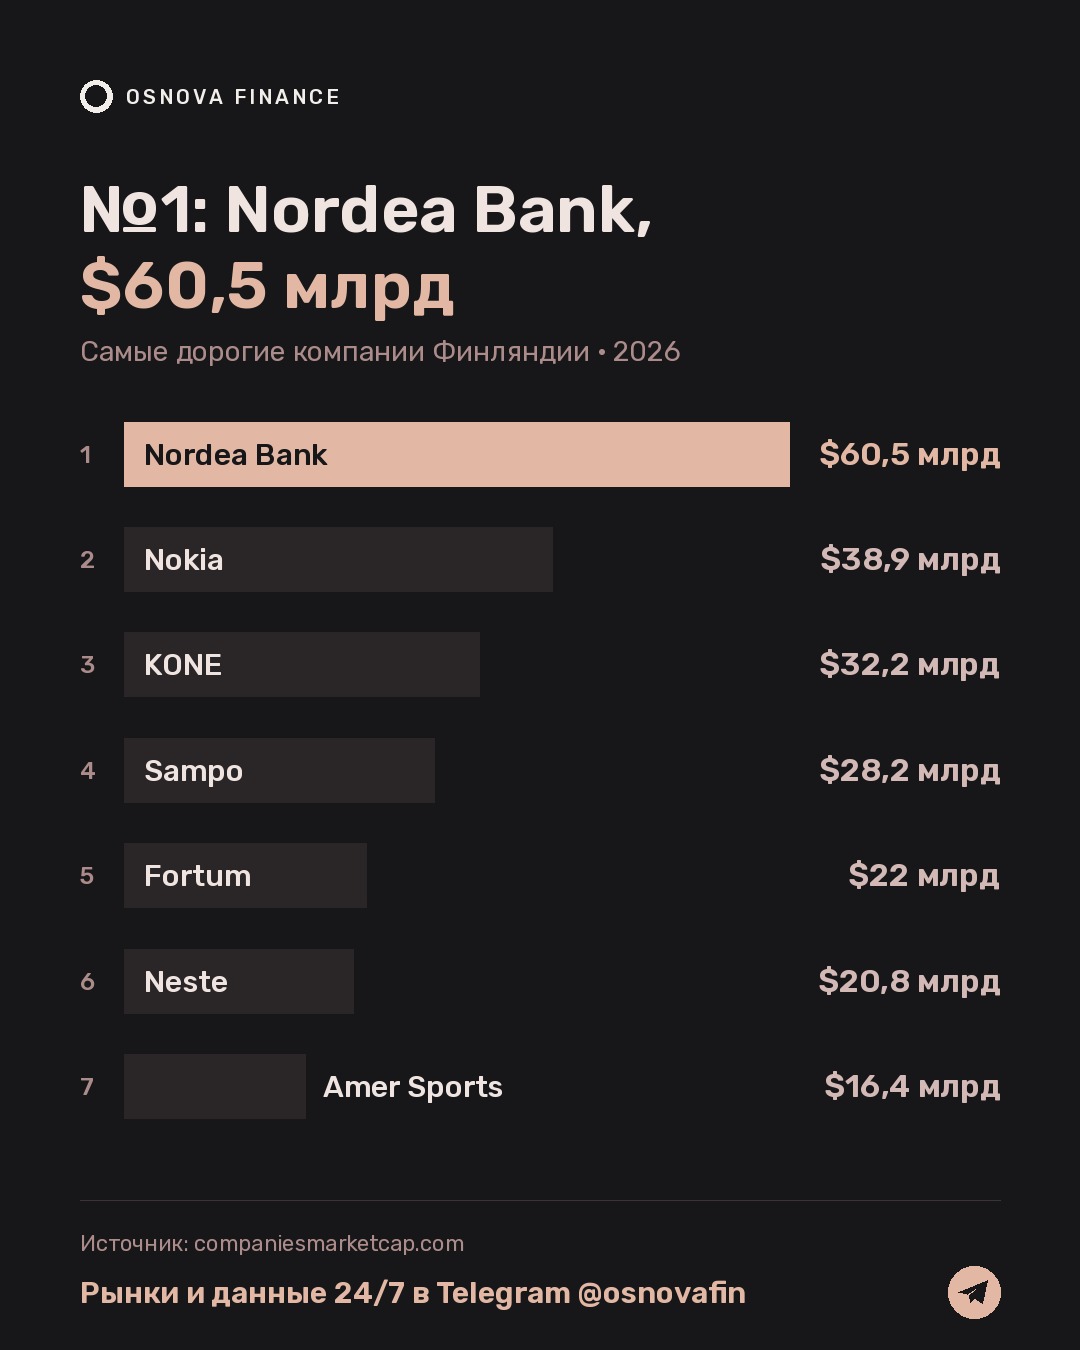 OSNOVA FINANCE
№1: Nordea Bank,
$60,5 млрд
Самые дорогие компании Финляндии • 2026
1 Nordea Bank $60,5 млрд
2 Nokia $38,9 млрд
3 KONE $32,2 млрд
4 Sampo $28,2 млрд
5 Fortum $22 млрд
6 Neste $20,8 млрд
7 Amer Sports $16,4 млрд
Источник: companiesmarketcap.com
Рынки и данные 24/7 в Telegram @osnovafin